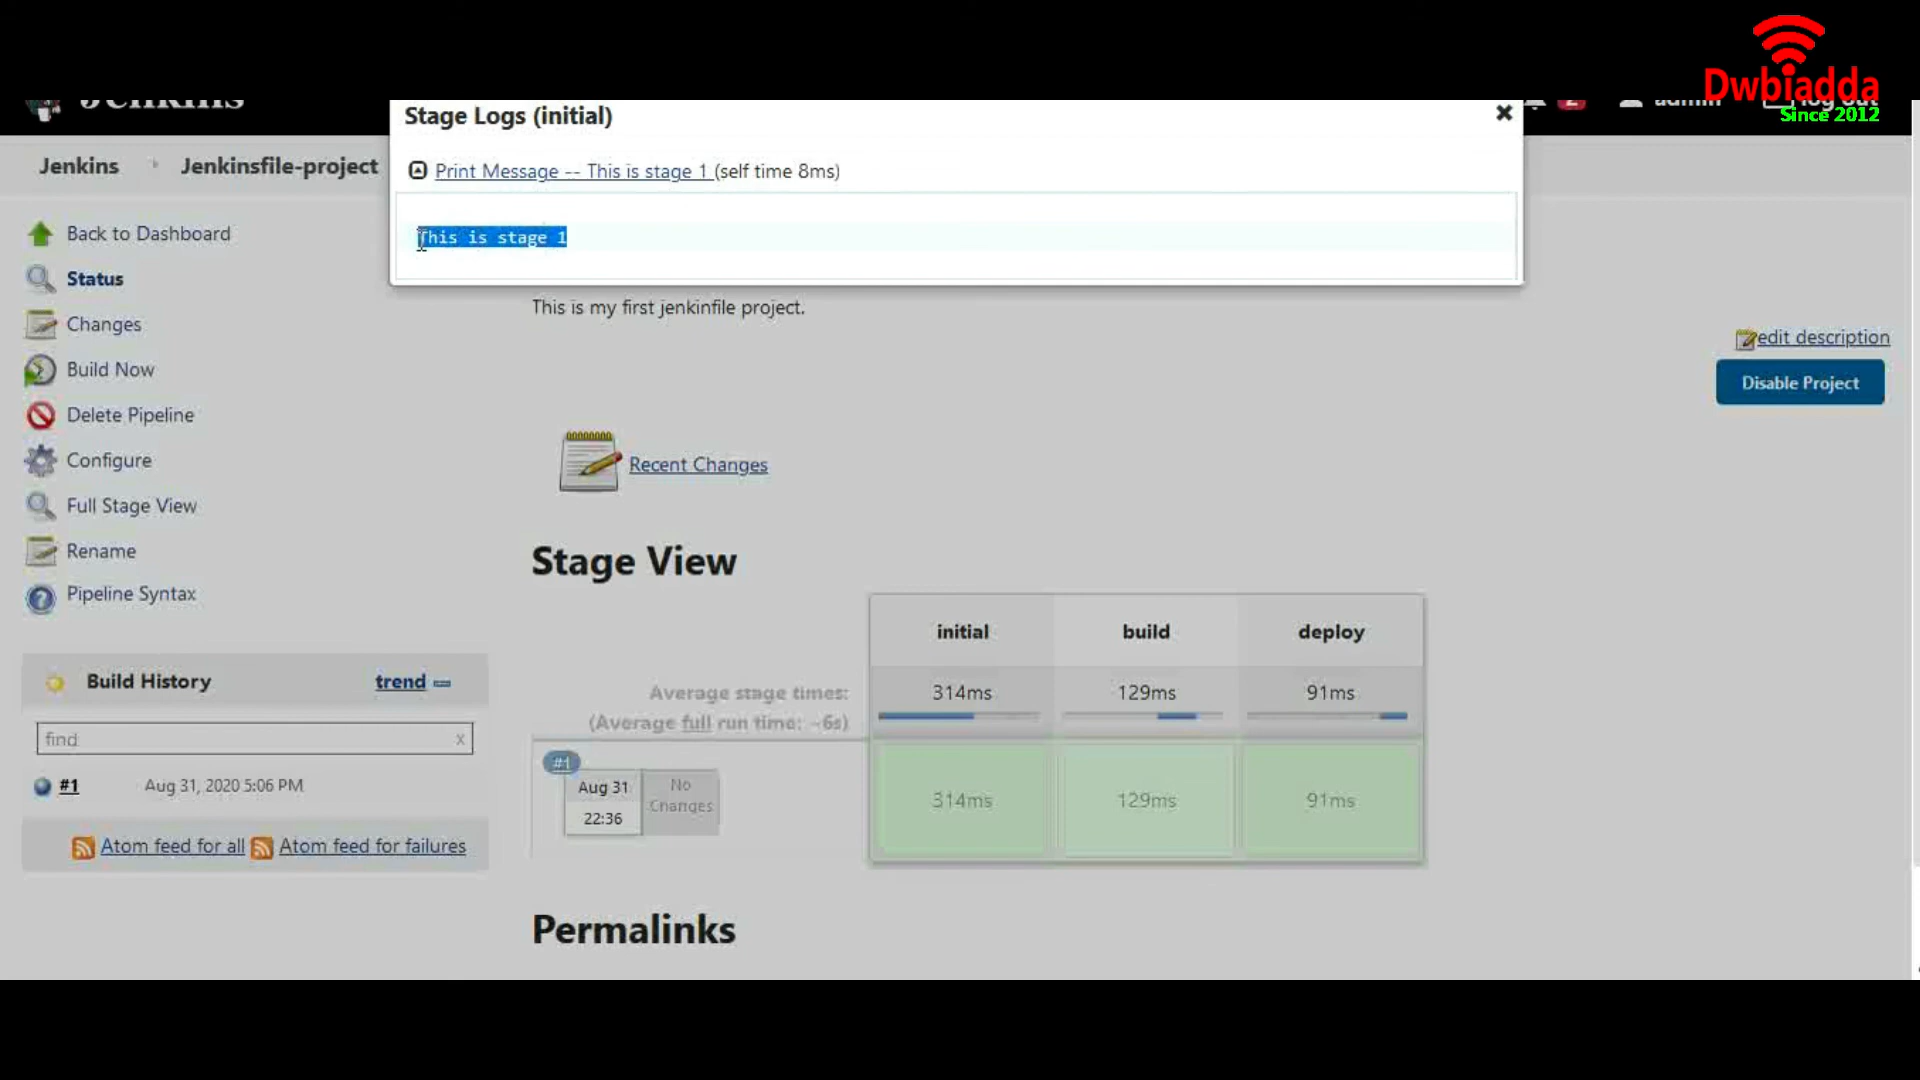 Dwbiadda
Since 2012
Jenkins
2
admin
log out
Stage Logs (initial)
Print Message -- This is stage 1 (self time 8ms)
This is stage 1
Jenkins
Jenkinsfile-project
Back to Dashboard
Status
Changes
Build Now
Delete Pipeline
Configure
Full Stage View
Rename
Pipeline Syntax
Build History
trend
find
x
#1
Aug 31, 2020 5:06 PM
Atom feed for all
Atom feed for failures
This is my first jenkinfile project.
edit description
Disable Project
Recent Changes
Stage View
initial
build
deploy
Average stage times:
314ms
129ms
91ms
(Average full run time: ~6s)
#1
Aug 31
22:36
No
Changes
314ms
129ms
91ms
Permalinks